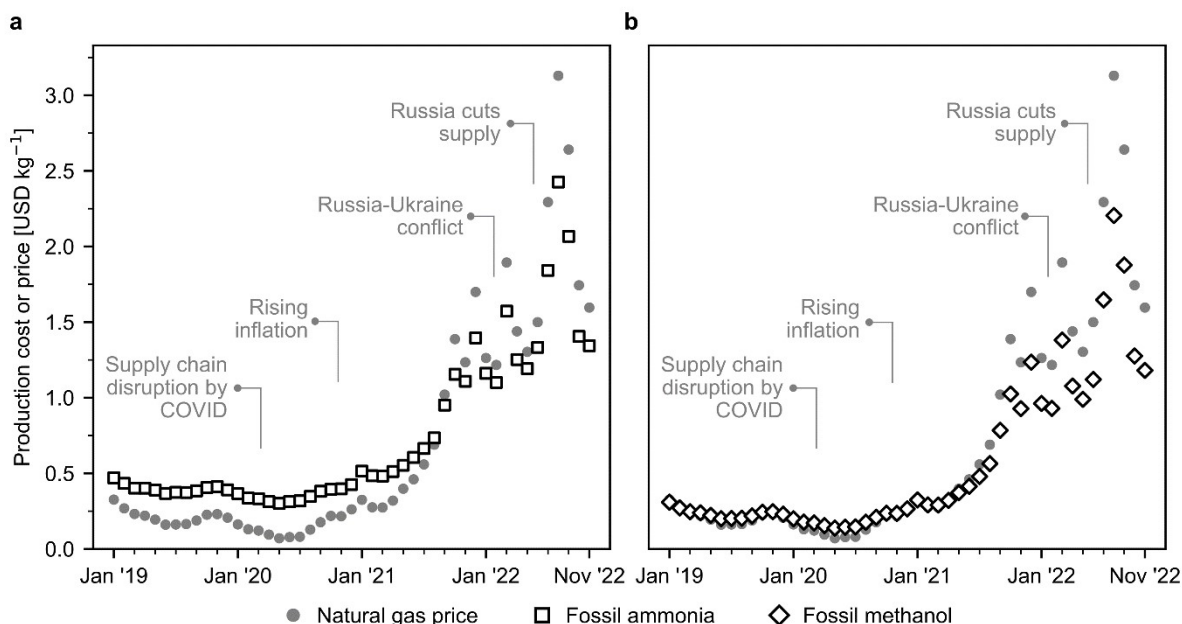 a
Production cost or price [USD kg⁻¹]
3.0
2.5
2.0
1.5
1.0
0.5
0.0
Russia cuts
supply
Russia-Ukraine
conflict
Rising
inflation
Supply chain
disruption by
COVID
Jan '19
Jan '20
Jan '21
Jan '22
Nov '22
b
Russia cuts
supply
Russia-Ukraine
conflict
Rising
inflation
Supply chain
disruption by
COVID
Jan '19
Jan '20
Jan '21
Jan '22
Nov '22
Natural gas price
Fossil ammonia
Fossil methanol